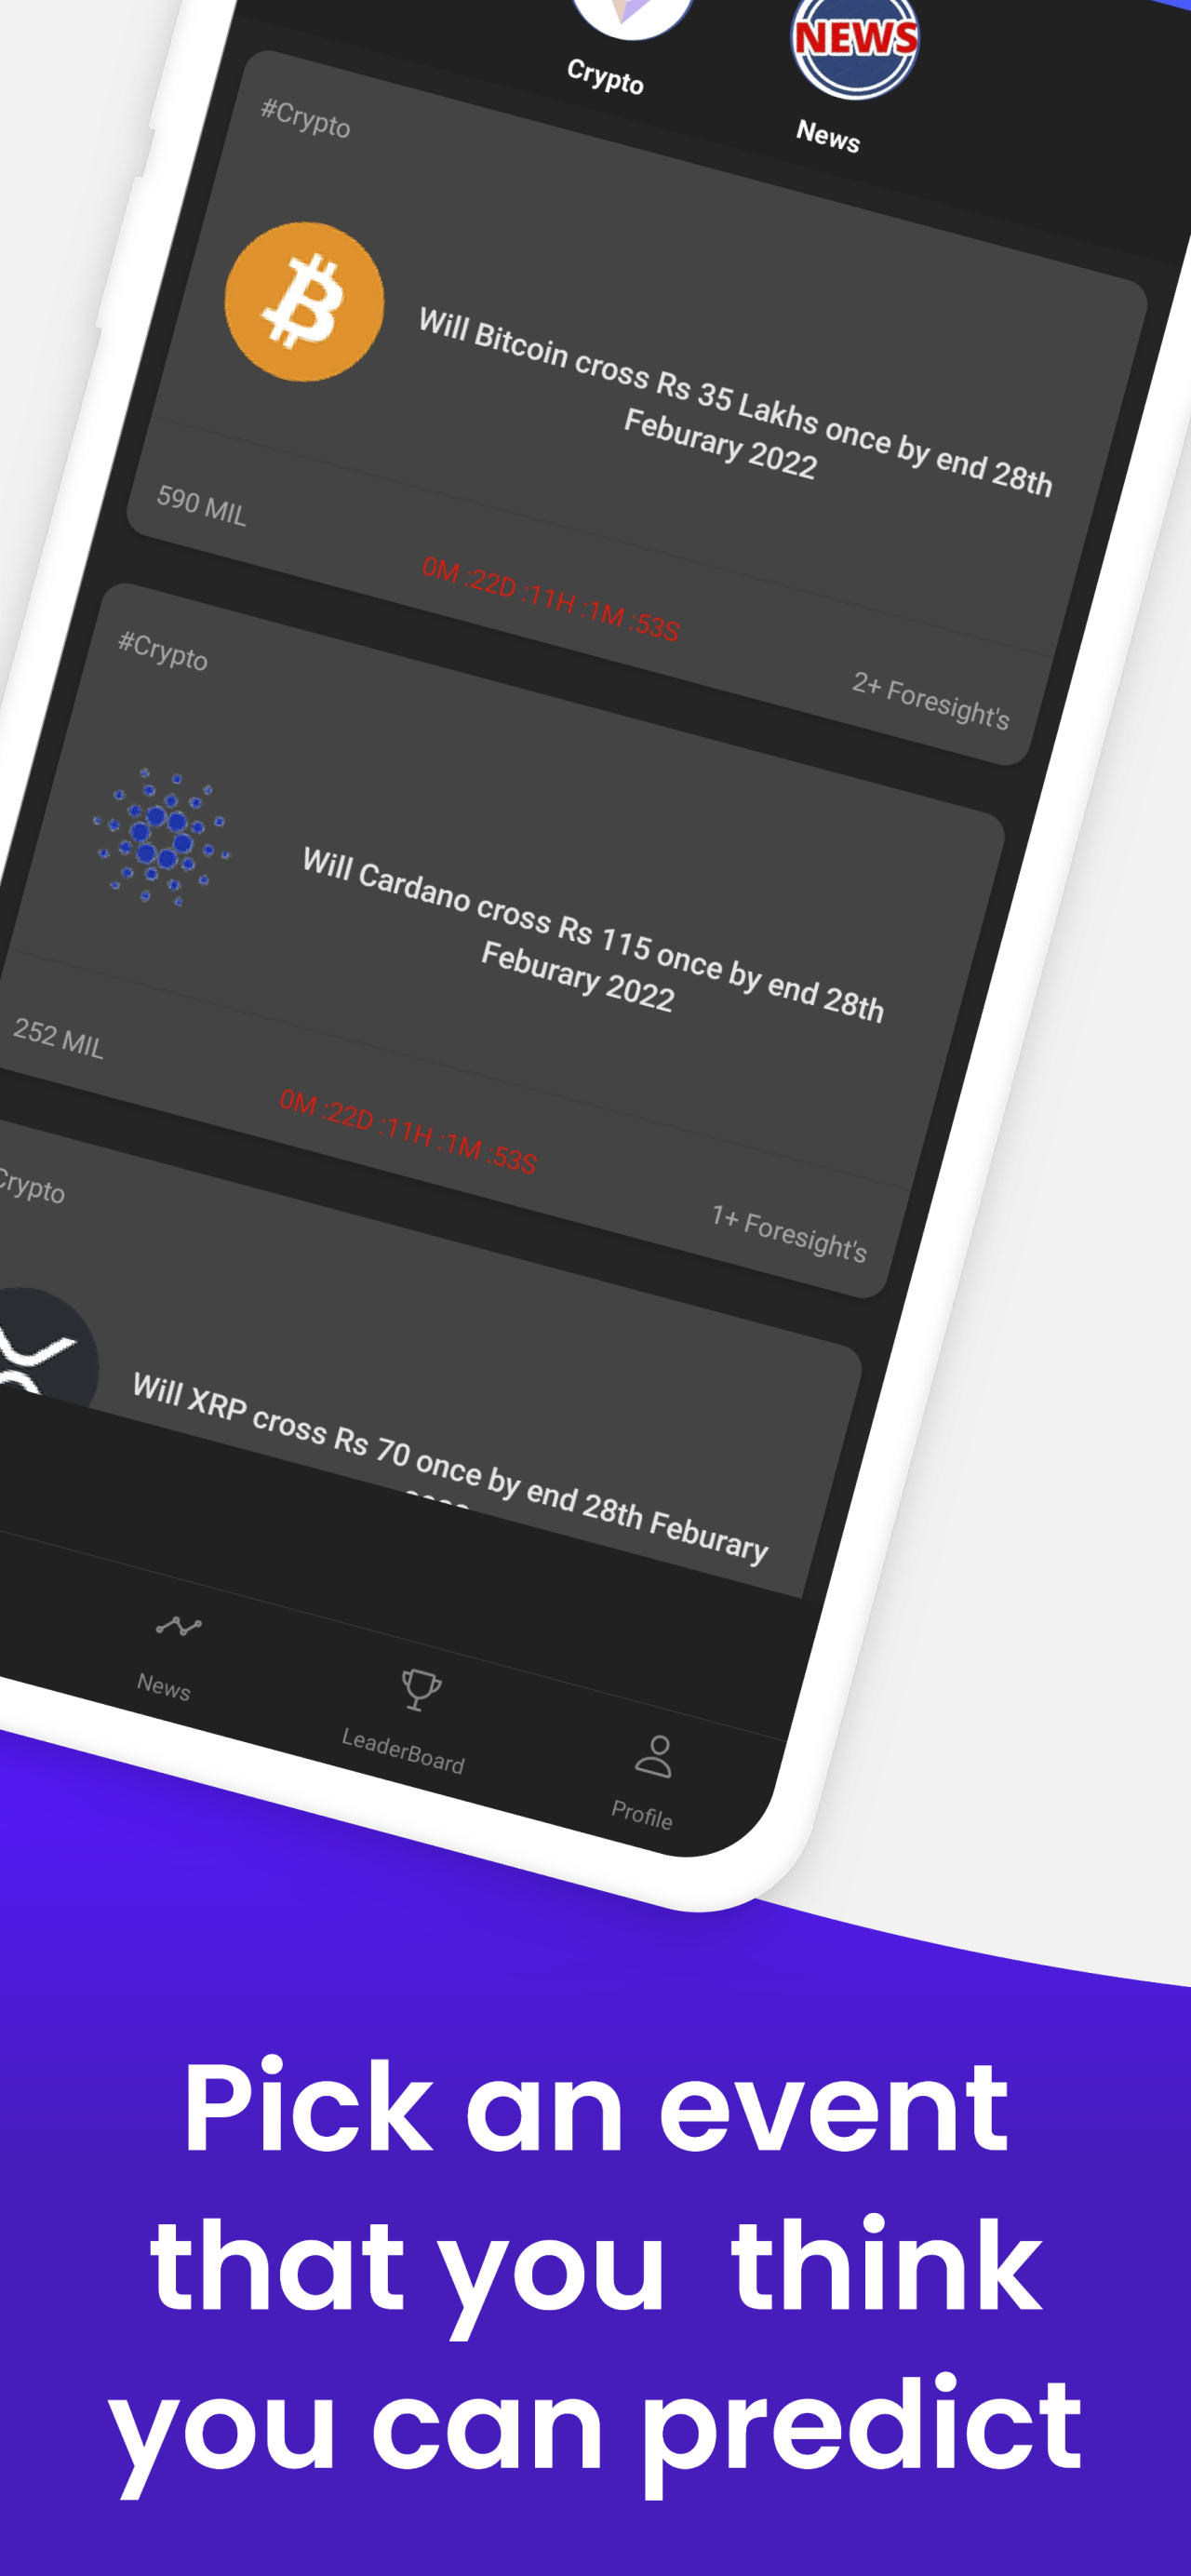 Crypto
NEWS
News
#Crypto
Will Bitcoin cross Rs 35 Lakhs once by end 28th
Feburary 2022
590 MIL
0M :22D :11H :1M :53S
2+ Foresight's
#Crypto
Will Cardano cross Rs 115 once by end 28th
Feburary 2022
252 MIL
0M :22D :11H :1M :53S
1+ Foresight's
Crypto
Will XRP cross Rs 70 once by end 28th Feburary
News
LeaderBoard
Profile
Pick an event
that you think
you can predict